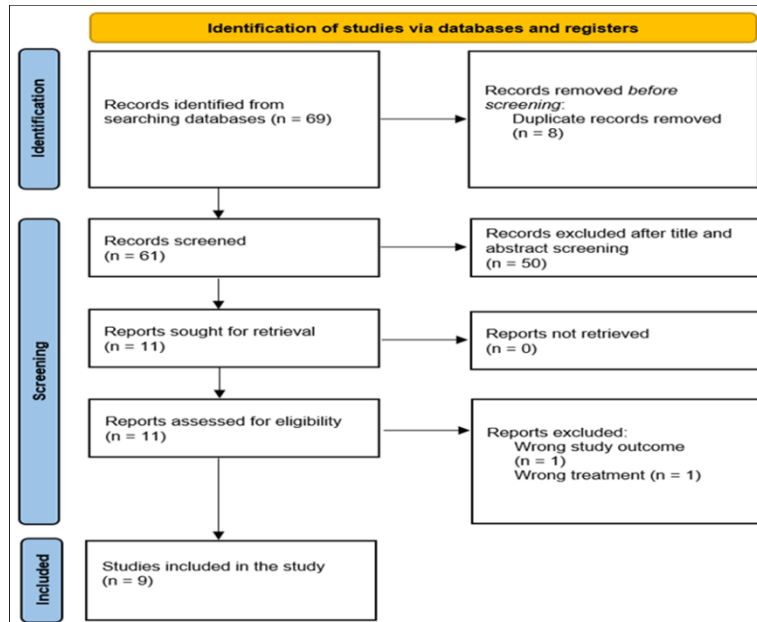 Identification of studies via databases and registers
Identification
Records identified from
searching databases (n = 69)
Records removed before
screening:
Duplicate records removed
(n = 8)
Screening
Records screened
(n = 61)
Records excluded after title and
abstract screening
(n = 50)
Reports sought for retrieval
(n = 11)
Reports not retrieved
(n = 0)
Reports assessed for eligibility
(n = 11)
Reports excluded:
Wrong study outcome
(n = 1)
Wrong treatment (n = 1)
Included
Studies included in the study
(n = 9)